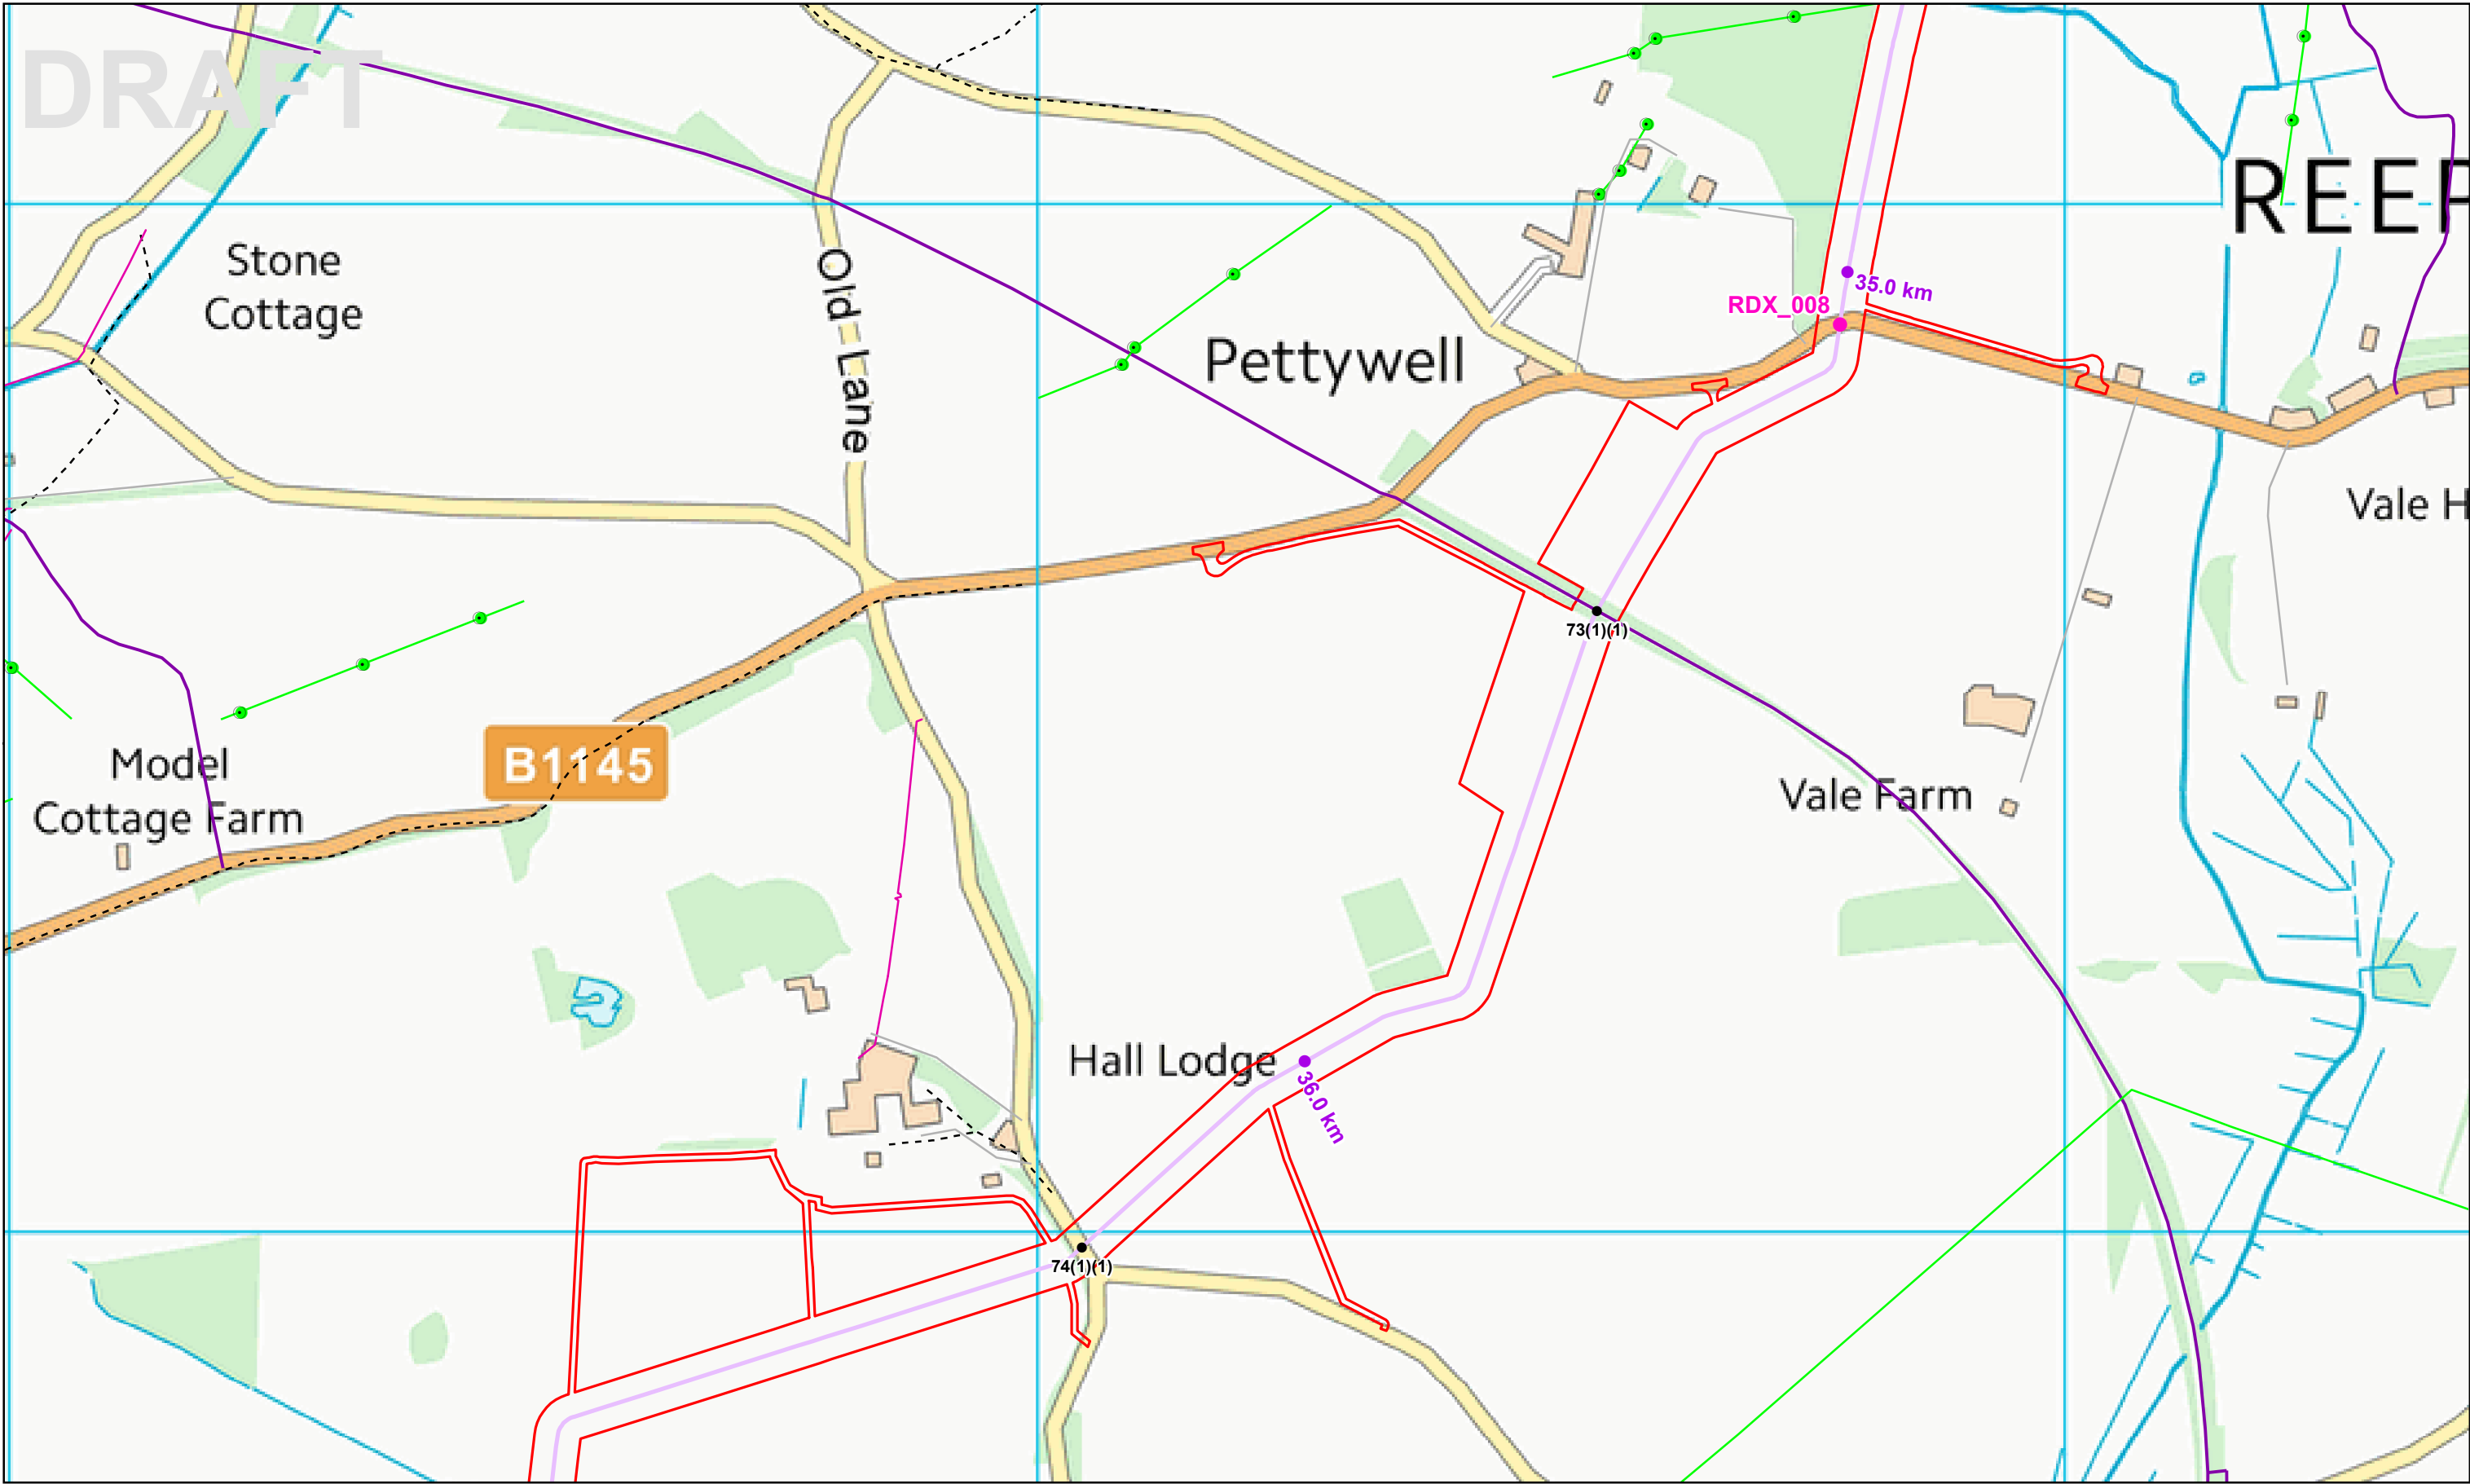 DRAFT
REEP
Stone
Cottage
Old Lane
35.0 km
RDX_008
Pettywell
Vale H
73(1)(1)
B1145
Model
Cottage Farm
Vale Farm
Hall Lodge
36.0 km
74(1)(1)